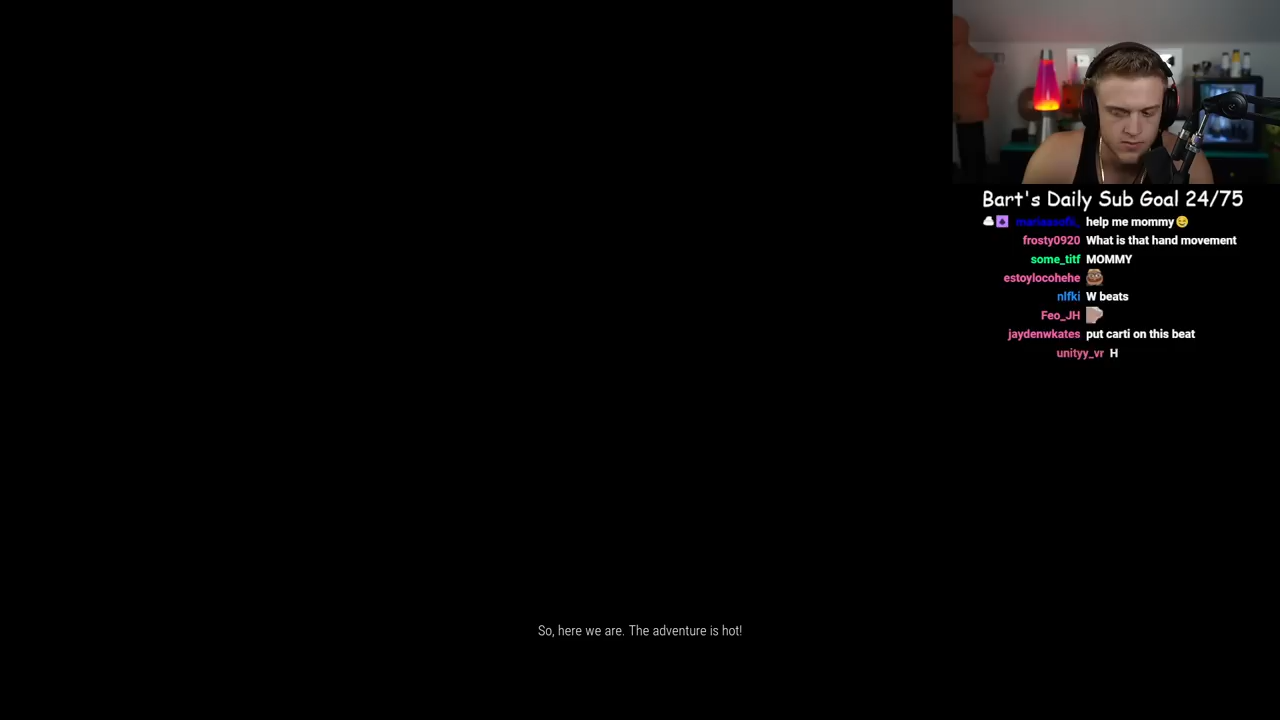 Bart's Daily Sub Goal 24/75
help me mommy
frosty0920 What is that hand movement
some_titf MOMMY
estoylocohehe
nlfki W beats
Feo_JH
jaydenwkates put carti on this beat
unityy_vr H
So, here we are. The adventure is hot!